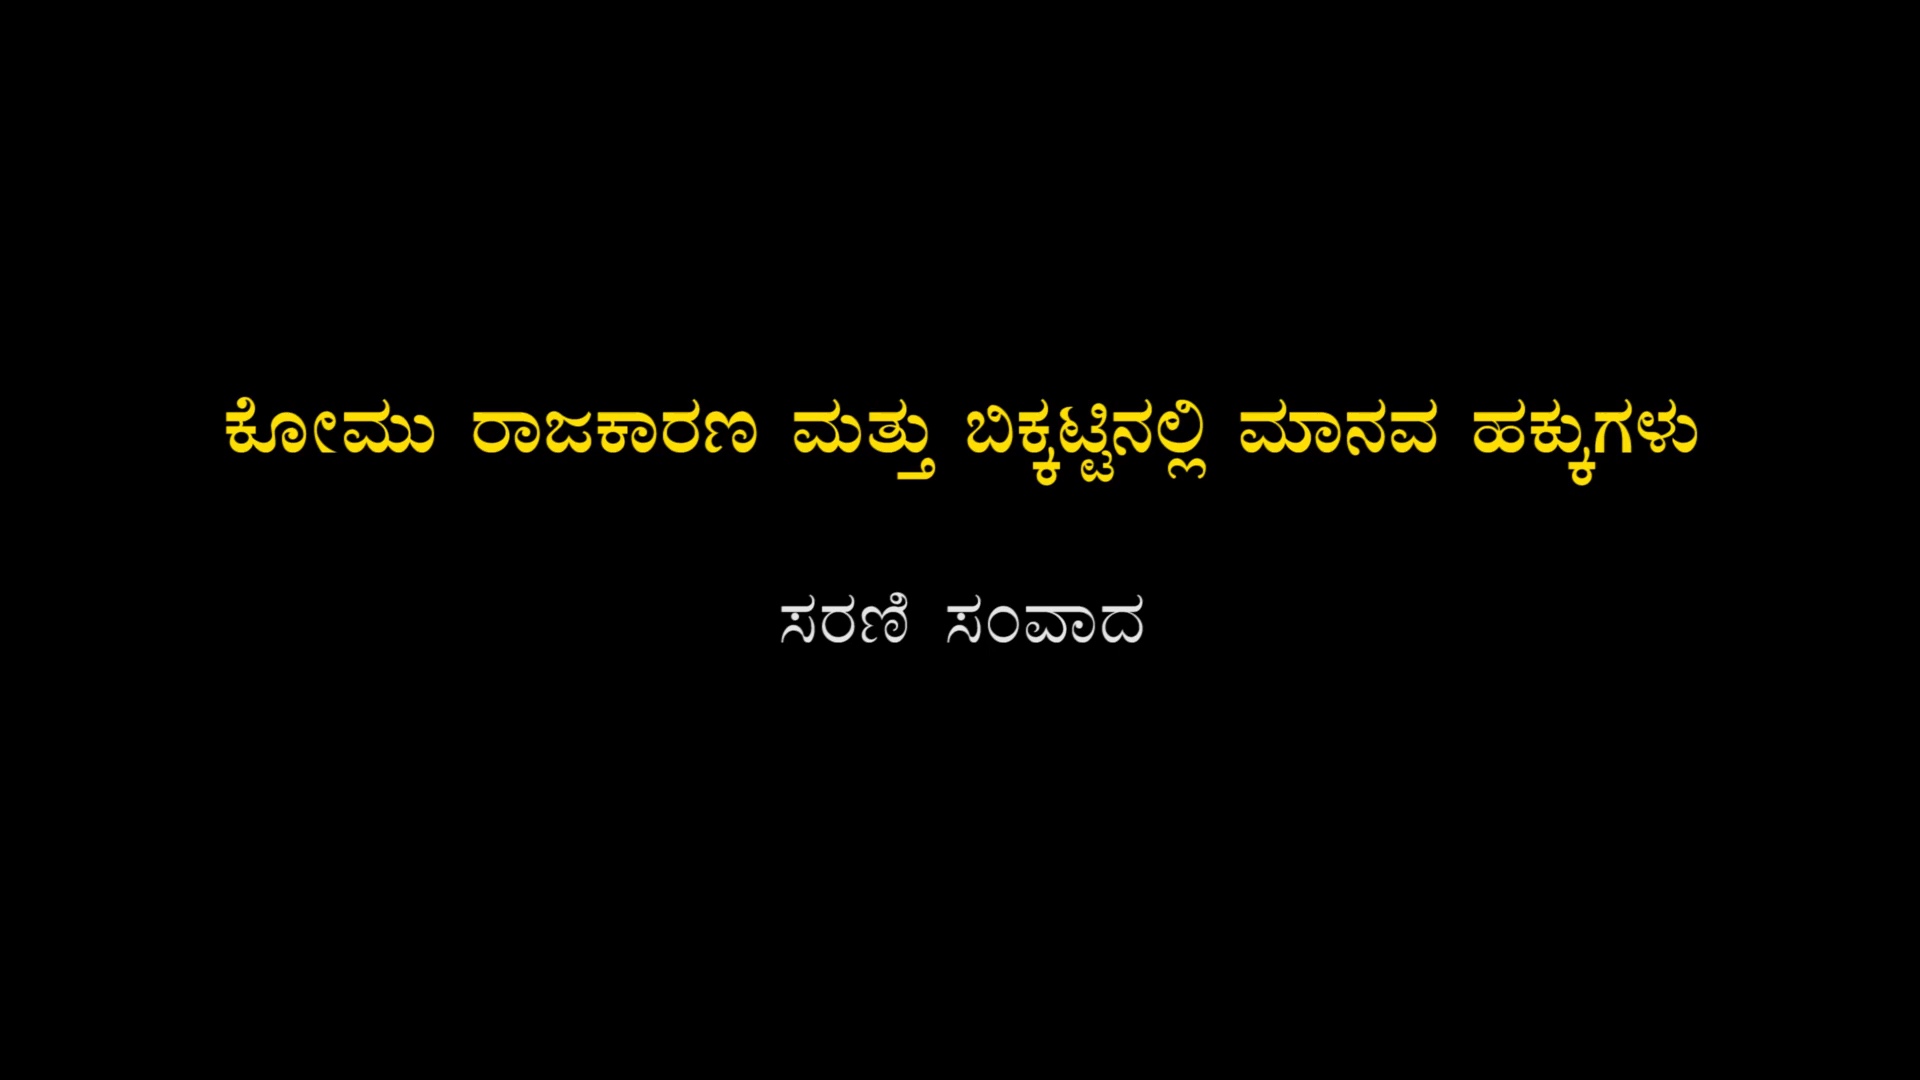 ಕೋಮು ರಾಜಕಾರಣ ಮತ್ತು ಬಿಕ್ಕಟ್ಟಿನಲ್ಲಿ ಮಾನವ ಹಕ್ಕುಗಳು
ಸರಣಿ ಸಂವಾದ